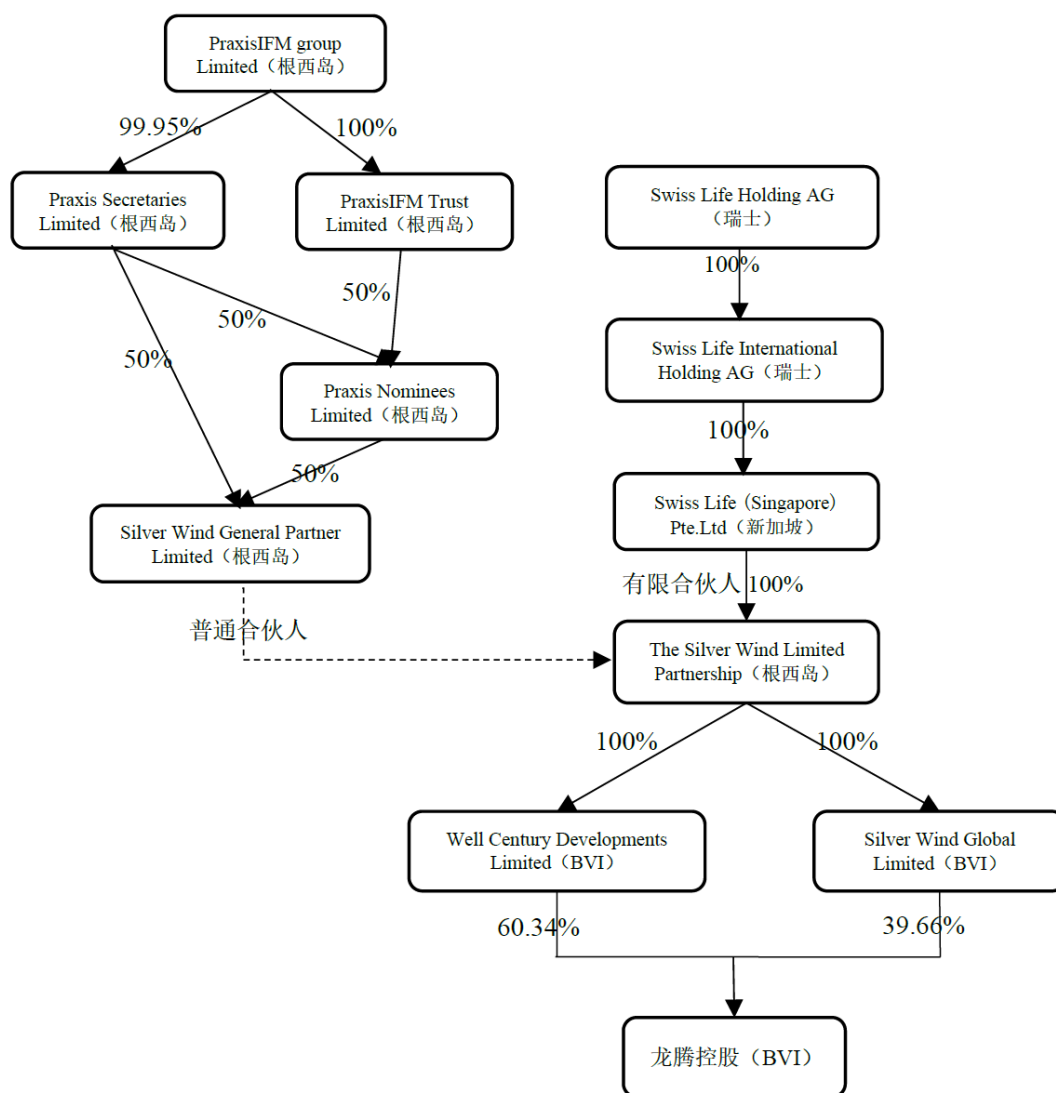 PraxisIFM group
Limited（根西岛）
99.95%
100%
Praxis Secretaries
Limited（根西岛）
PraxisIFM Trust
Limited（根西岛）
Swiss Life Holding AG
（瑞士）
100%
50%
50%
50%
Swiss Life International
Holding AG（瑞士）
Praxis Nominees
Limited（根西岛）
100%
50%
Swiss Life (Singapore)
Pte.Ltd（新加坡）
Silver Wind General Partner
Limited（根西岛）
有限合伙人 100%
普通合伙人
The Silver Wind Limited
Partnership（根西岛）
100%
100%
Well Century Developments
Limited（BVI）
Silver Wind Global
Limited（BVI）
60.34%
39.66%
龙腾控股（BVI）